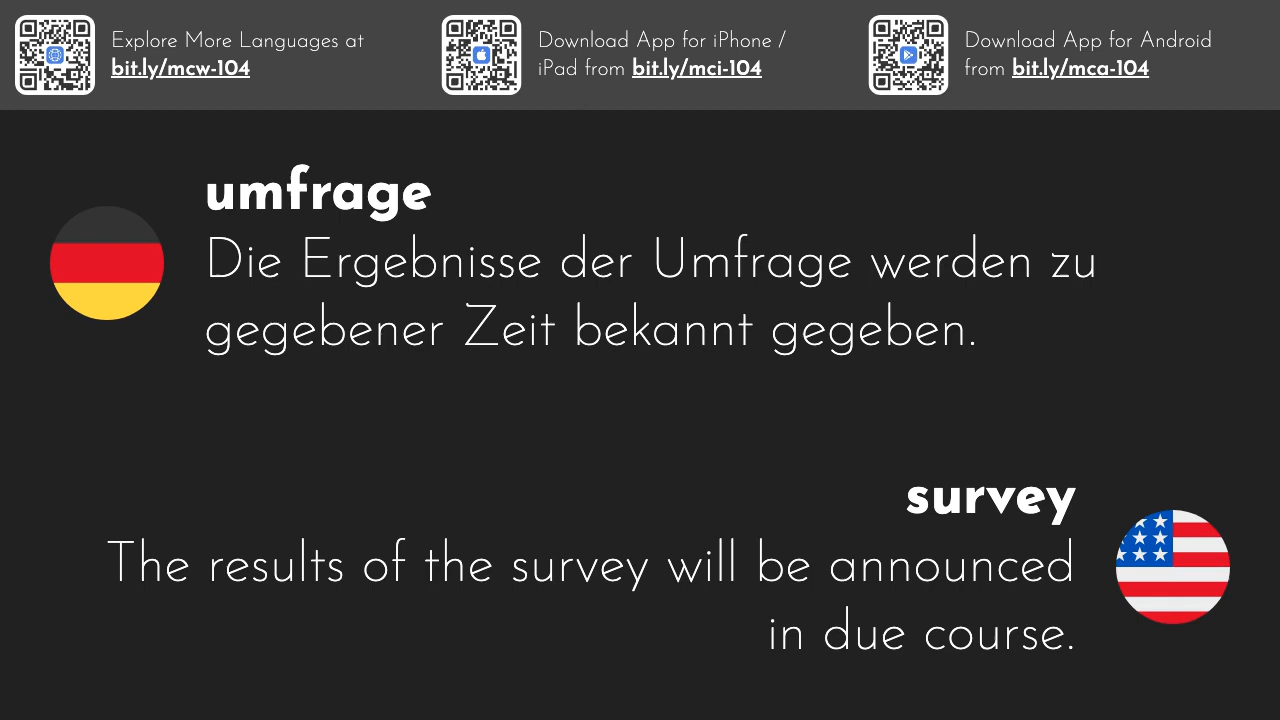 Explore More Languages at
bit.ly/mcw-104
Download App for iPhone /
iPad from bit.ly/mci-104
Download App for Android
from bit.ly/mca-104
umfrage
Die Ergebnisse der Umfrage werden zu
gegebener Zeit bekannt gegeben.
survey
The results of the survey will be announced
in due course.